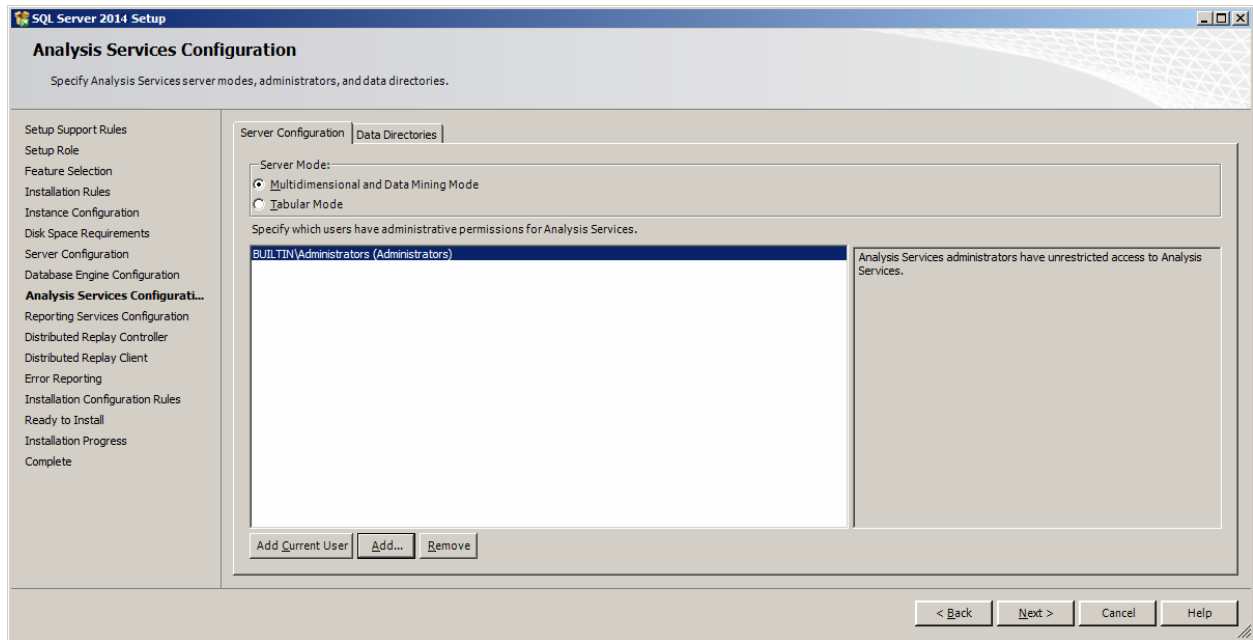 SQL Server 2014 Setup
Analysis Services Configuration
Specify Analysis Services server modes, administrators, and data directories.
Setup Support Rules
Setup Role
Feature Selection
Installation Rules
Instance Configuration
Disk Space Requirements
Server Configuration
Database Engine Configuration
Analysis Services Configurati...
Reporting Services Configuration
Distributed Replay Controller
Distributed Replay Client
Error Reporting
Installation Configuration Rules
Ready to Install
Installation Progress
Complete
Server Configuration Data Directories
Server Mode:
Multidimensional and Data Mining Mode
Tabular Mode
Specify which users have administrative permissions for Analysis Services.
BUILTIN\Administrators (Administrators)
Analysis Services administrators have unrestricted access to Analysis
Services.
Add Current User Add... Remove
< Back Next > Cancel Help